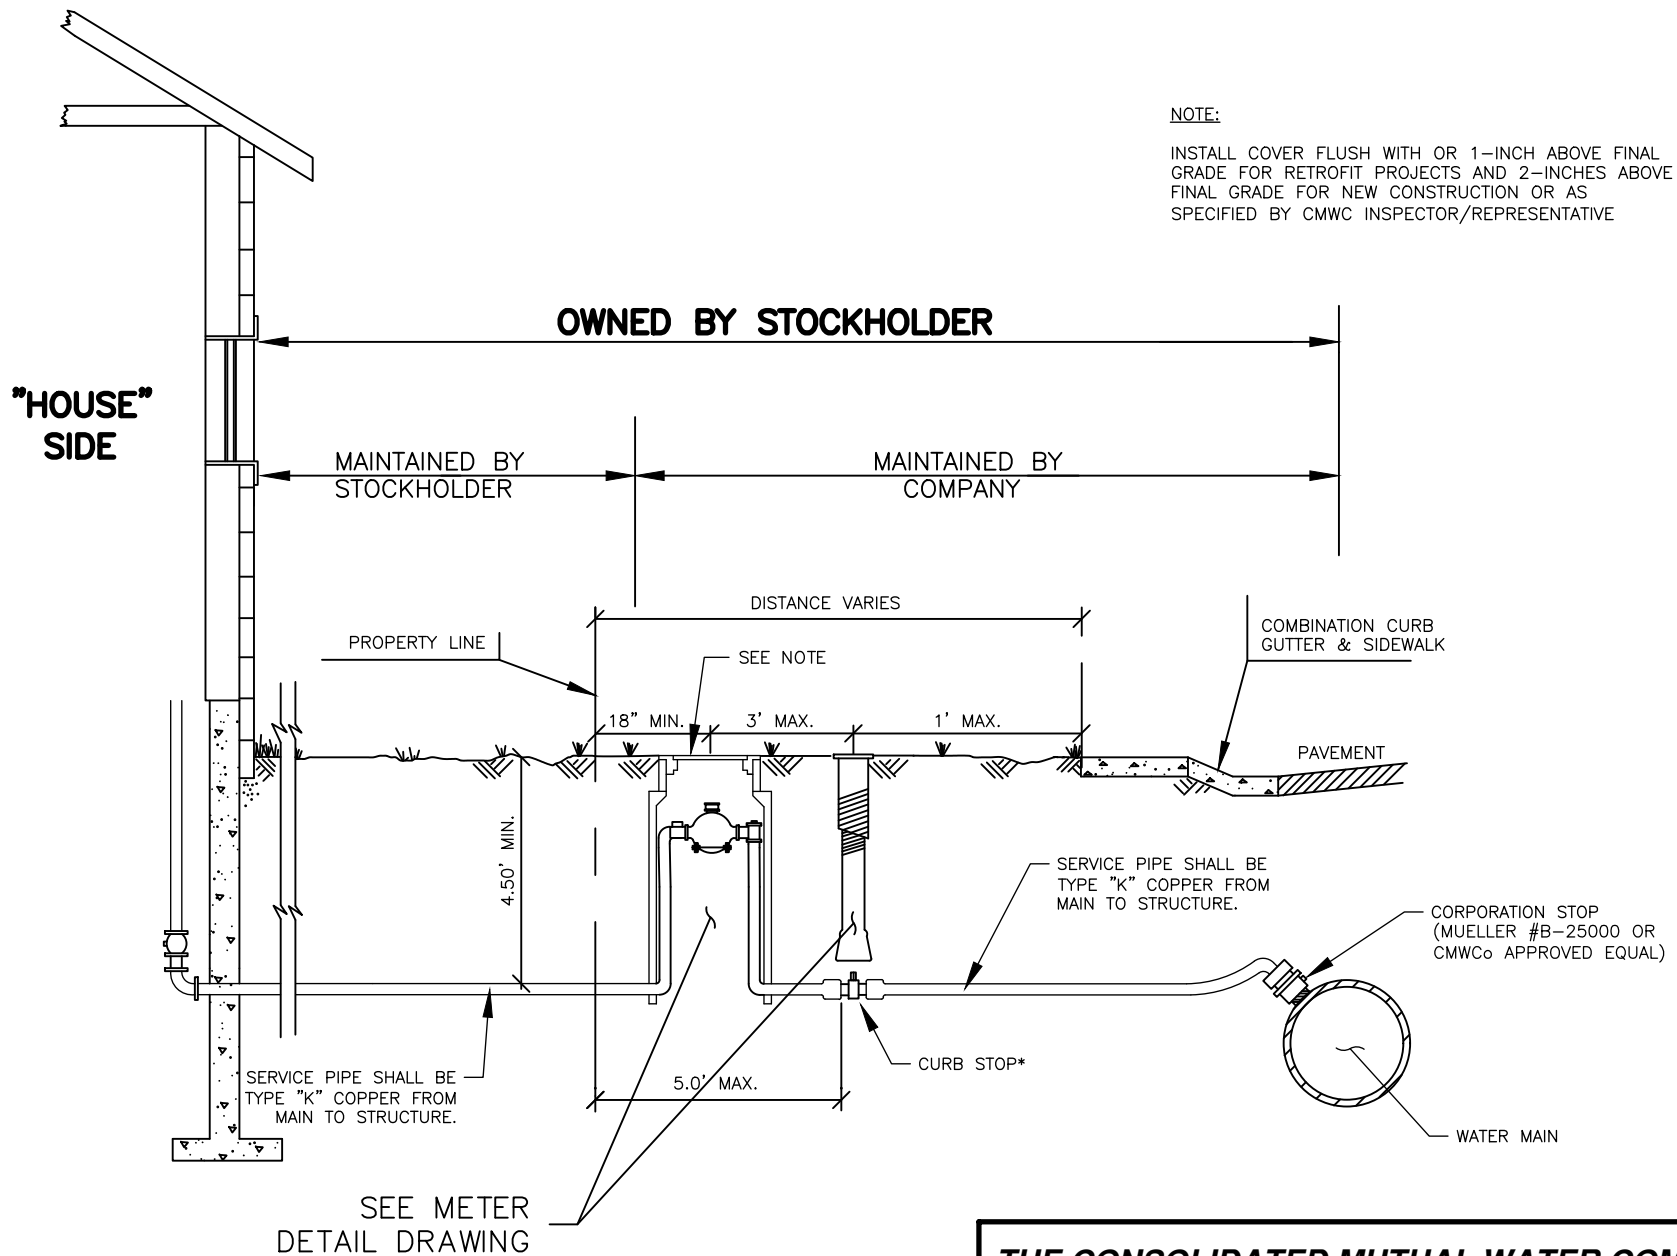 NOTE:
INSTALL COVER FLUSH WITH OR 1-INCH ABOVE FINAL
GRADE FOR RETROFIT PROJECTS AND 2-INCHES ABOVE
FINAL GRADE FOR NEW CONSTRUCTION OR AS
SPECIFIED BY CMWC INSPECTOR/REPRESENTATIVE
OWNED BY STOCKHOLDER
"HOUSE"
SIDE
MAINTAINED BY
STOCKHOLDER
MAINTAINED BY
COMPANY
DISTANCE VARIES
PROPERTY LINE
SEE NOTE
COMBINATION CURB
GUTTER & SIDEWALK
18" MIN.
3' MAX.
1' MAX.
PAVEMENT
4.50' MIN.
SERVICE PIPE SHALL BE
TYPE "K" COPPER FROM
MAIN TO STRUCTURE.
CORPORATION STOP
(MUELLER #B-25000 OR
CMWCo APPROVED EQUAL)
CURB STOP*
SERVICE PIPE SHALL BE
TYPE "K" COPPER FROM
MAIN TO STRUCTURE.
5.0' MAX.
WATER MAIN
SEE METER
DETAIL DRAWING
THE CONSOLIDATED MUTUAL WATER